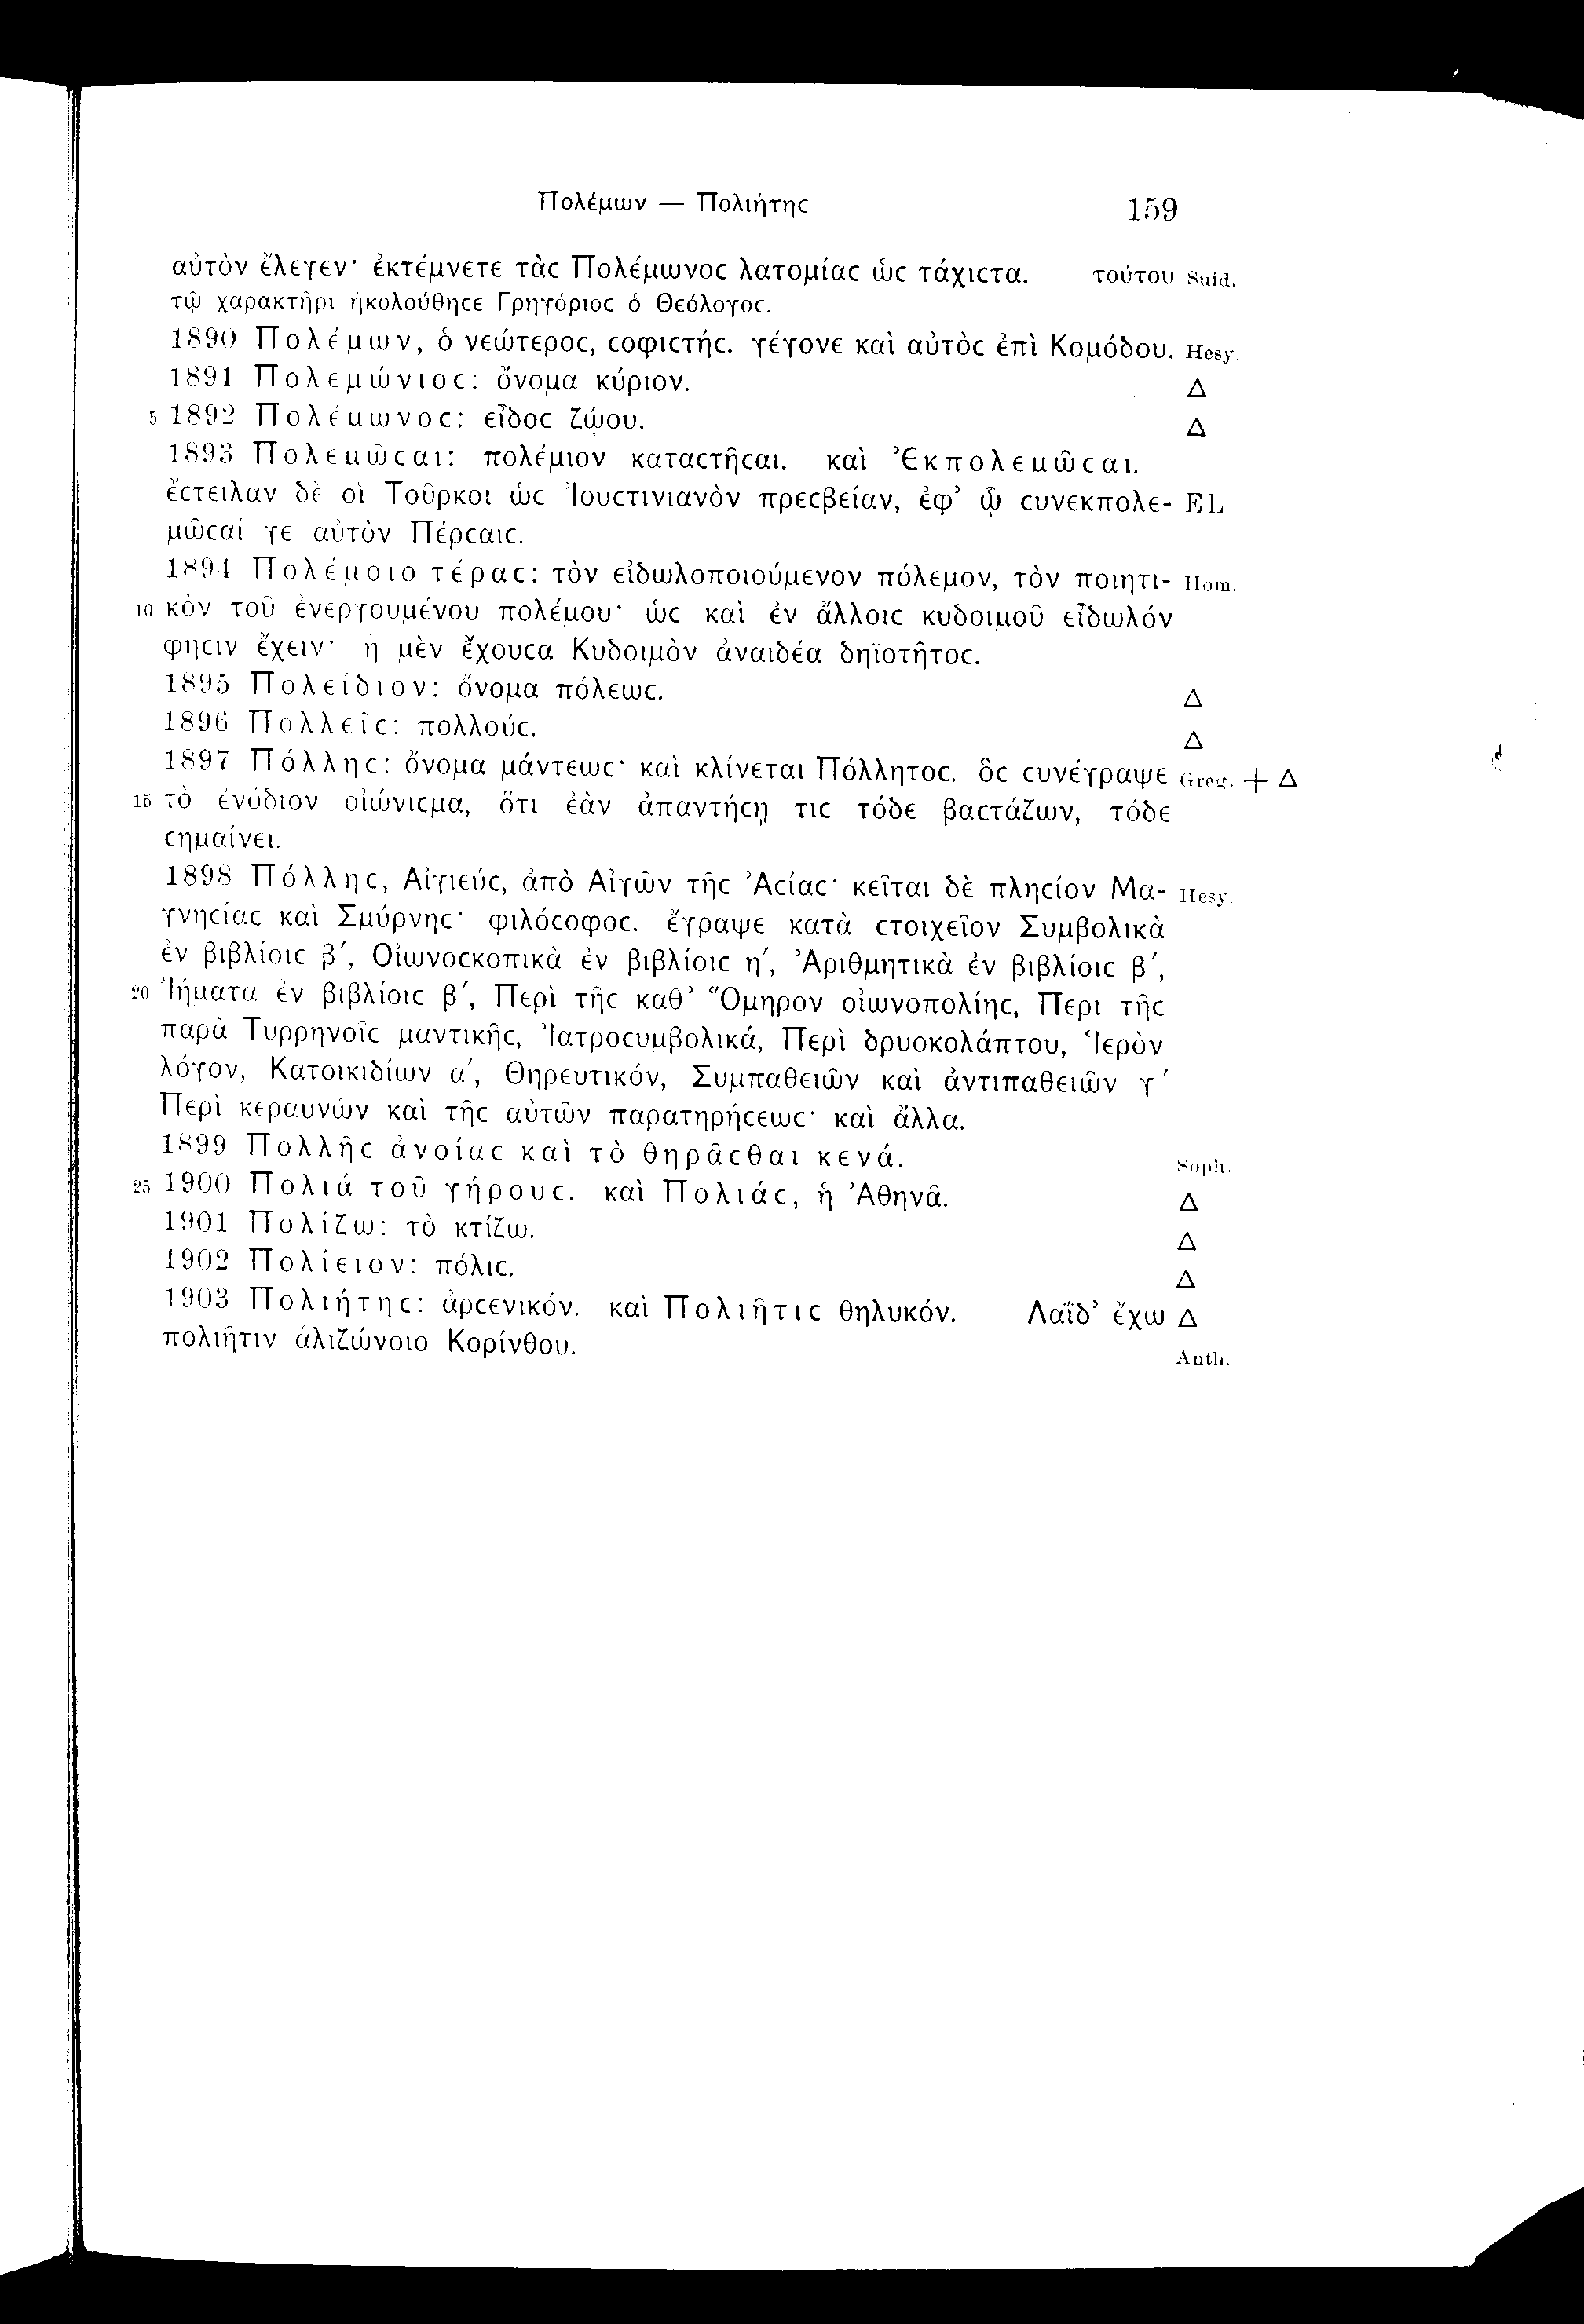 Πολέμων — Πολιήτηϲ 159
αὐτὸν ἔλεγεν· ἐκτέμνετε τὰϲ Πολέμωνοϲ λατομίαϲ ὡϲ τάχιϲτα. τούτου Suid.
τῷ χαρακτῆρι ἠκολούθηϲε Γρηγόριοϲ ὁ Θεόλογοϲ.
1890 Πολέμων, ὁ νεώτεροϲ, ϲοφιϲτήϲ. γέγονε καὶ αὐτὸϲ ἐπὶ Κομόδου. Hesy.
1891 Πολεμώνιοϲ: ὄνομα κύριον. Δ
5 1892 Πολέμωνοϲ: εἶδοϲ ζῴου. Δ
1893 Πολεμῶϲαι: πολέμιον καταϲτῆϲαι. καὶ Ἐκπολεμῶϲαι.
ἔϲτειλαν δὲ οἱ Τοῦρκοι ὡϲ Ἰουϲτινιανὸν πρεϲβείαν, ἐφ’ ᾧ ϲυνεκπολε- EL
μῶϲαί γε αὐτὸν Πέρϲαιϲ.
1894 Πολέμοιο τέραϲ: τὸν εἰδωλοποιούμενον πόλεμον, τὸν ποιητι- Hom.
10 κὸν τοῦ ἐνεργουμένου πολέμου· ὡϲ καὶ ἐν ἄλλοιϲ κυδοιμοῦ εἶδωλόν
φηϲιν ἔχειν· ἡ μὲν ἔχουϲα Κυδοιμὸν ἀναιδέα δηϊοτῆτοϲ.
1895 Πολείδιον: ὄνομα πόλεωϲ. Δ
1896 Πολλεῖϲ: πολλούϲ. Δ
1897 Πόλληϲ: ὄνομα μάντεωϲ· καὶ κλίνεται Πόλλητοϲ. ὃϲ ϲυνέγραψε Greg. + Δ
15 τὸ ἐνόδιον οἰώνιϲμα, ὅτι ἐὰν ἀπαντήϲῃ τιϲ τόδε βαϲτάζων, τόδε
ϲημαίνει.
1898 Πόλληϲ, Αἰγιεύϲ, ἀπὸ Αἰγῶν τῆϲ Ἀϲίαϲ· κεῖται δὲ πληϲίον Μα- Hesy.
γνηϲίαϲ καὶ Σμύρνηϲ· φιλόϲοφοϲ. ἔγραψε κατὰ ϲτοιχεῖον Συμβολικὰ
ἐν βιβλίοιϲ β΄, Οἰωνοϲκοπικὰ ἐν βιβλίοιϲ η΄, Ἀριθμητικὰ ἐν βιβλίοιϲ β΄,
20 Ἰήματα ἐν βιβλίοιϲ β΄, Περὶ τῆϲ καθ’ Ὅμηρον οἰωνοπολίηϲ, Περι τῆϲ
παρὰ Τυρρηνοῖϲ μαντικῆϲ, Ἰατροϲυμβολικά, Περὶ δρυοκολάπτου, Ἱερὸν
λόγον, Κατοικιδίων α΄, Θηρευτικόν, Συμπαθειῶν καὶ ἀντιπαθειῶν γ΄
Περὶ κεραυνῶν καὶ τῆϲ αὐτῶν παρατηρήϲεωϲ· καὶ ἄλλα.
1899 Πολλῆϲ ἀνοίαϲ καὶ τὸ θηρᾶϲθαι κενά. Soph.
25 1900 Πολιά τοῦ γήρουϲ. καὶ Πολιάϲ, ἡ Ἀθηνᾶ. Δ
1901 Πολίζω: τὸ κτίζω. Δ
1902 Πολίειον: πόλιϲ. Δ
1903 Πολιήτηϲ: ἀρϲενικόν. καὶ Πολιῆτιϲ θηλυκόν. Λαΐδ’ ἔχω Δ
πολιῆτιν ἁλιζώνοιο Κορίνθου. Anth.